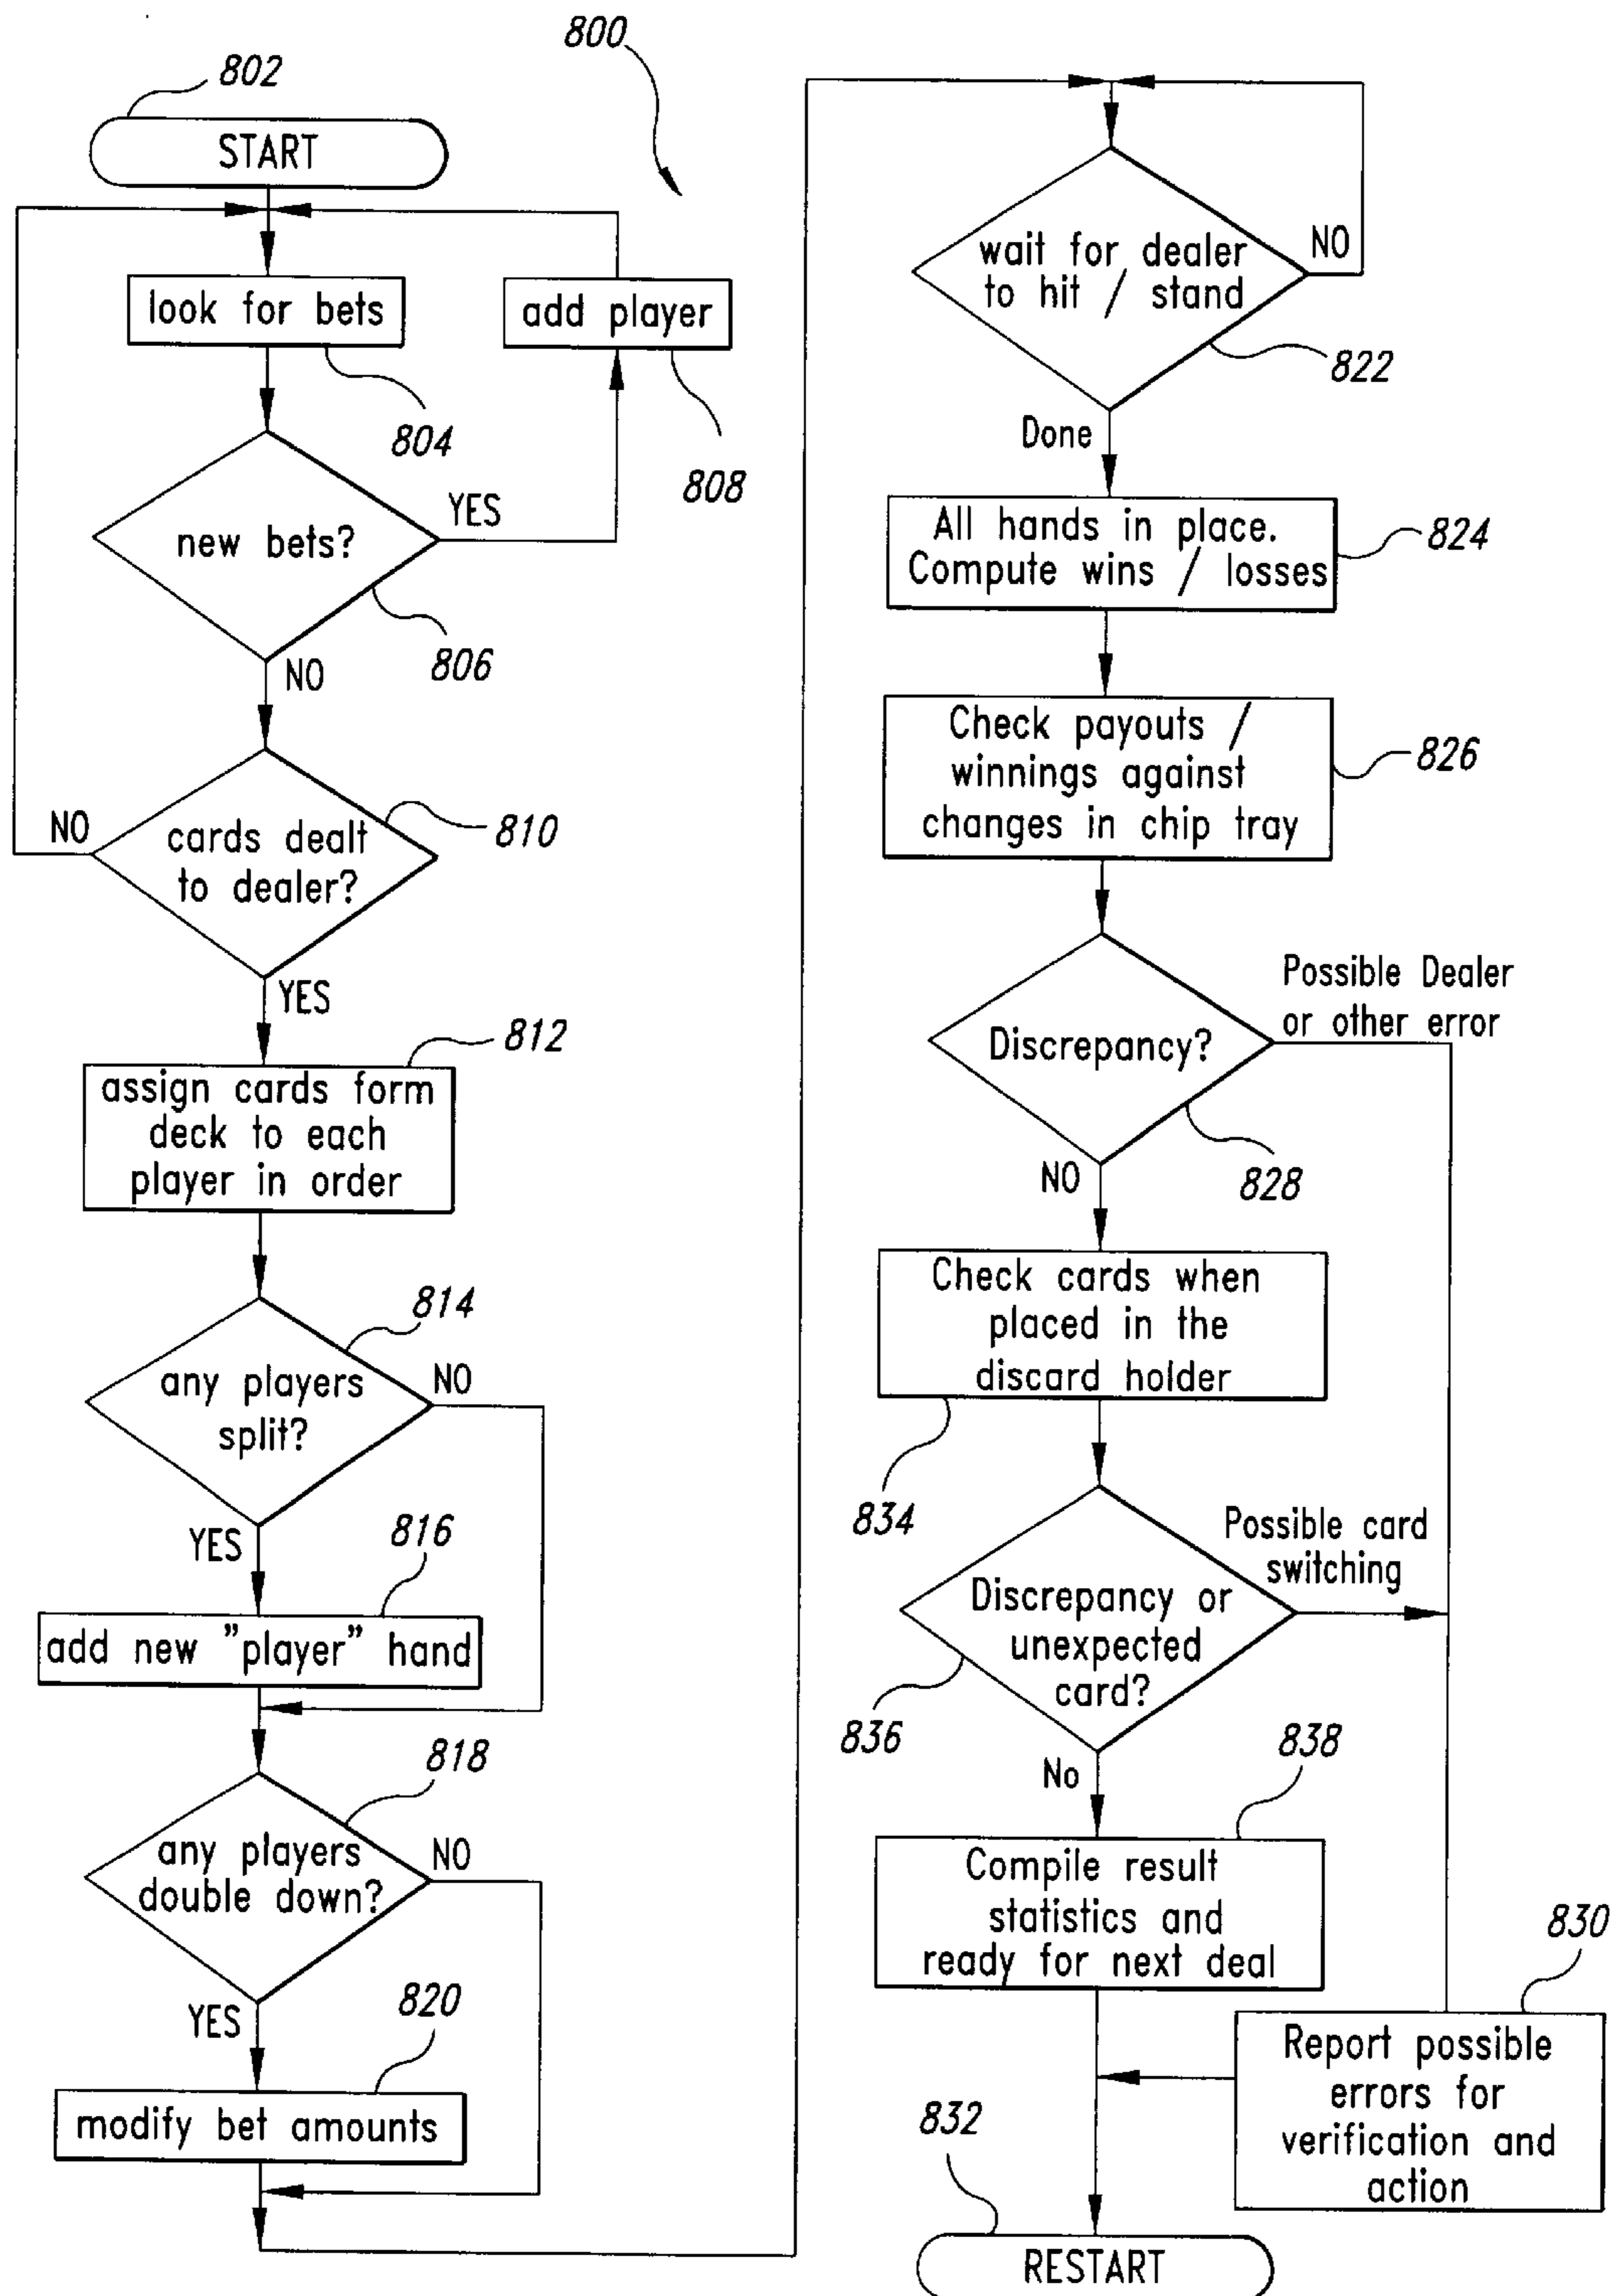 800
802
START
look for bets
804
add player
808
new bets?
YES
806
NO
cards dealt
to dealer?
810
NO
YES
812
assign cards form
deck to each
player in order
814
any players
split?
NO
YES
816
add new "player" hand
818
any players
double down?
NO
YES
820
modify bet amounts
wait for dealer
to hit / stand
NO
822
Done
All hands in place.
Compute wins / losses
824
Check payouts /
winnings against
changes in chip tray
826
Discrepancy?
Possible Dealer
or other error
828
NO
Check cards when
placed in the
discard holder
834
Discrepancy or
unexpected
card?
Possible card
switching
836
No
838
Compile result
statistics and
ready for next deal
830
Report possible
errors for
verification and
action
832
RESTART